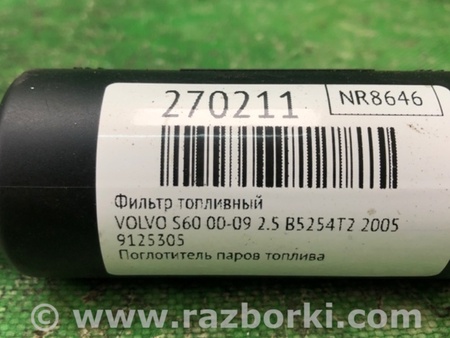 270211 NR8646
Фильтр топливный
VOLVO S60 00-09 2.5 B5254T2 2005
9125305
Поглотитель паров топлива
www.razborki.com